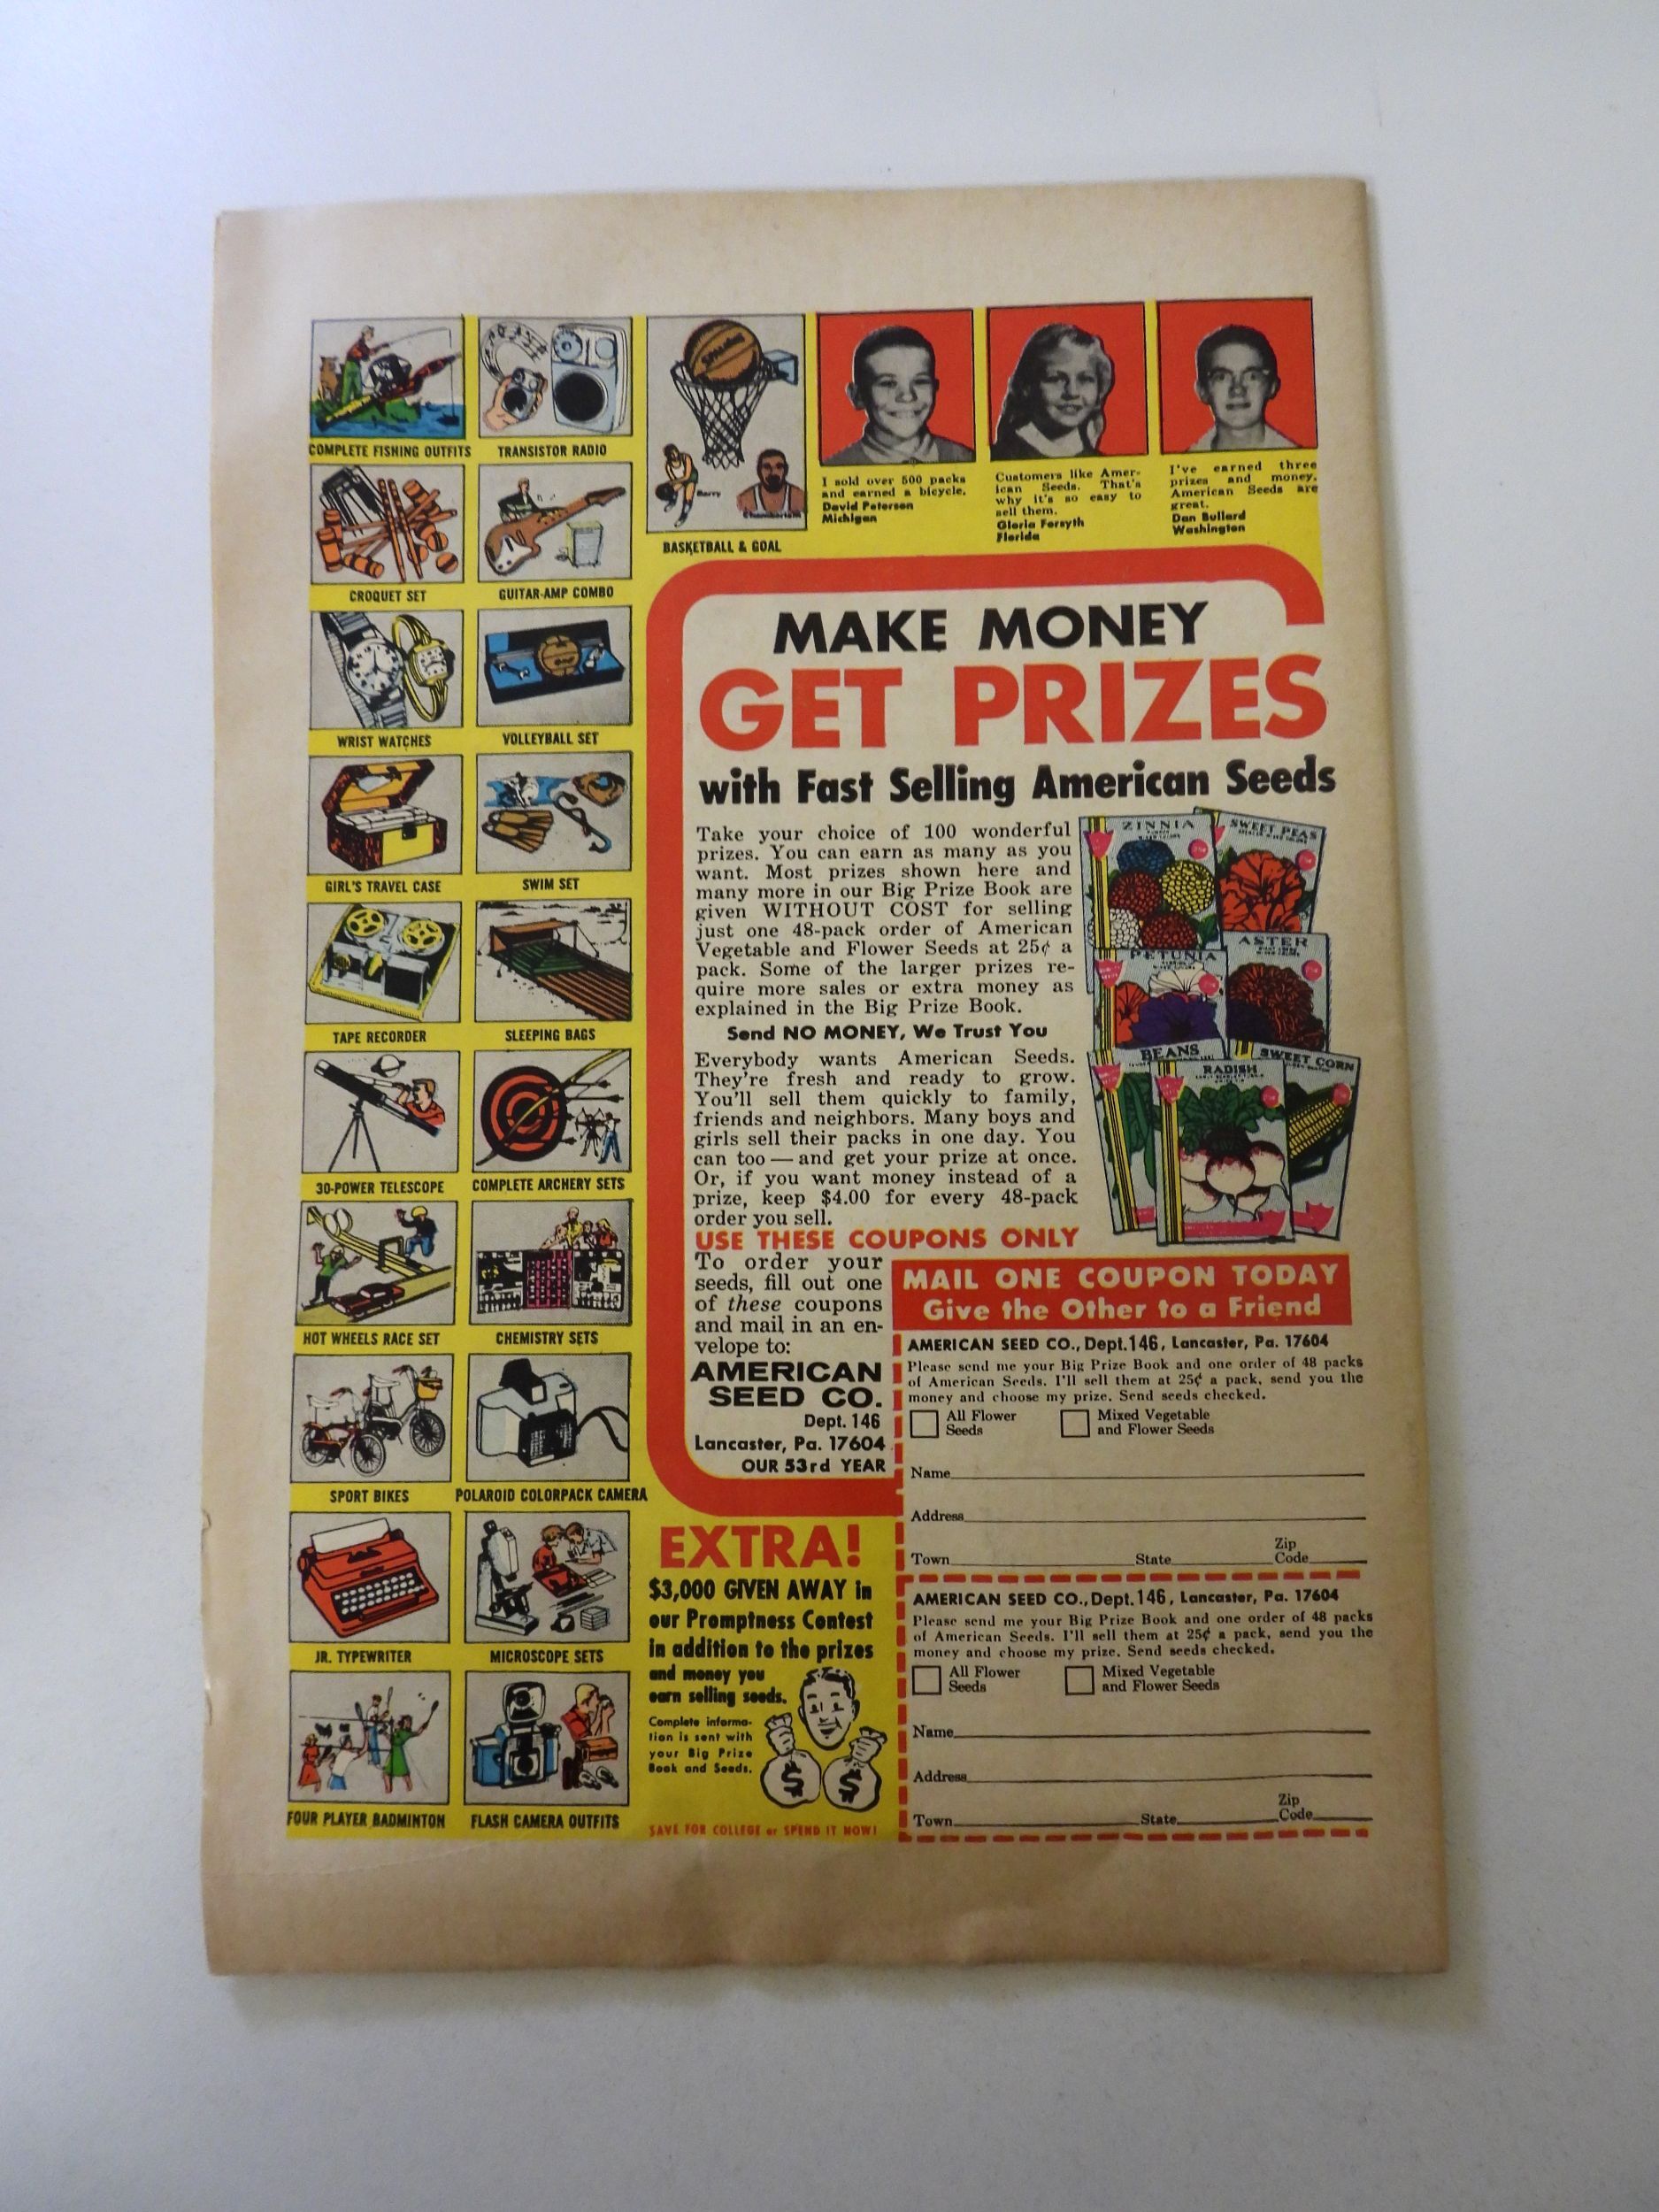 COMPLETE FISHING OUTFITS
TRANSISTOR RADIO
CROQUET SET
GUITAR-AMP COMBO
WRIST WATCHES
VOLLEYBALL SET
GIRL'S TRAVEL CASE
SWIM SET
TAPE RECORDER
SLEEPING BAGS
30-POWER TELESCOPE
COMPLETE ARCHERY SETS
HOT WHEELS RACE SET
CHEMISTRY SETS
SPORT BIKES
POLAROID COLORPACK CAMERA
JR. TYPEWRITER
MICROSCOPE SETS
FOUR PLAYER BADMINTON
FLASH CAMERA OUTFITS
SPALDING
Barry
Chamberlain
BASKETBALL & GOAL
I sold over 500 packs
and earned a bicycle.
David Peterson
Michigan
Customers like Amer-
ican Seeds. That's
why it's so easy to
sell them.
Gloria Forsyth
Florida
I've earned three
prizes and money.
American Seeds are
great.
Dan Bullard
Washington
MAKE MONEY
GET PRIZES
with Fast Selling American Seeds
Take your choice of 100 wonderful
prizes. You can earn as many as you
want. Most prizes shown here and
many more in our Big Prize Book are
given WITHOUT COST for selling
just one 48-pack order of American
Vegetable and Flower Seeds at 25¢ a
pack. Some of the larger prizes re-
quire more sales or extra money as
explained in the Big Prize Book.
Send NO MONEY, We Trust You
Everybody wants American Seeds.
They're fresh and ready to grow.
You'll sell them quickly to family,
friends and neighbors. Many boys and
girls sell their packs in one day. You
can too — and get your prize at once.
Or, if you want money instead of a
prize, keep $4.00 for every 48-pack
order you sell.
ZINNIA
SWEET PEAS
PETUNIA
ASTER
BEANS
RADISH
SWEET CORN
USE THESE COUPONS ONLY
To order your
seeds, fill out one
of these coupons
and mail in an en-
velope to:
AMERICAN
SEED CO.
Dept. 146
Lancaster, Pa. 17604
OUR 53rd YEAR
EXTRA!
$3,000 GIVEN AWAY in
our Promptness Contest
in addition to the prizes
and money you
earn selling seeds.
Complete informa-
tion is sent with
your Big Prize
Book and Seeds.
$ $
SAVE FOR COLLEGE or SPEND IT NOW!
MAIL ONE COUPON TODAY
Give the Other to a Friend
AMERICAN SEED CO., Dept. 146, Lancaster, Pa. 17604
Please send me your Big Prize Book and one order of 48 packs
of American Seeds. I'll sell them at 25¢ a pack, send you the
money and choose my prize. Send seeds checked.
All Flower Seeds
Mixed Vegetable and Flower Seeds
Name
Address
Town State Zip Code
AMERICAN SEED CO., Dept. 146, Lancaster, Pa. 17604
Please send me your Big Prize Book and one order of 48 packs
of American Seeds. I'll sell them at 25¢ a pack, send you the
money and choose my prize. Send seeds checked.
All Flower Seeds
Mixed Vegetable and Flower Seeds
Name
Address
Town State Zip Code